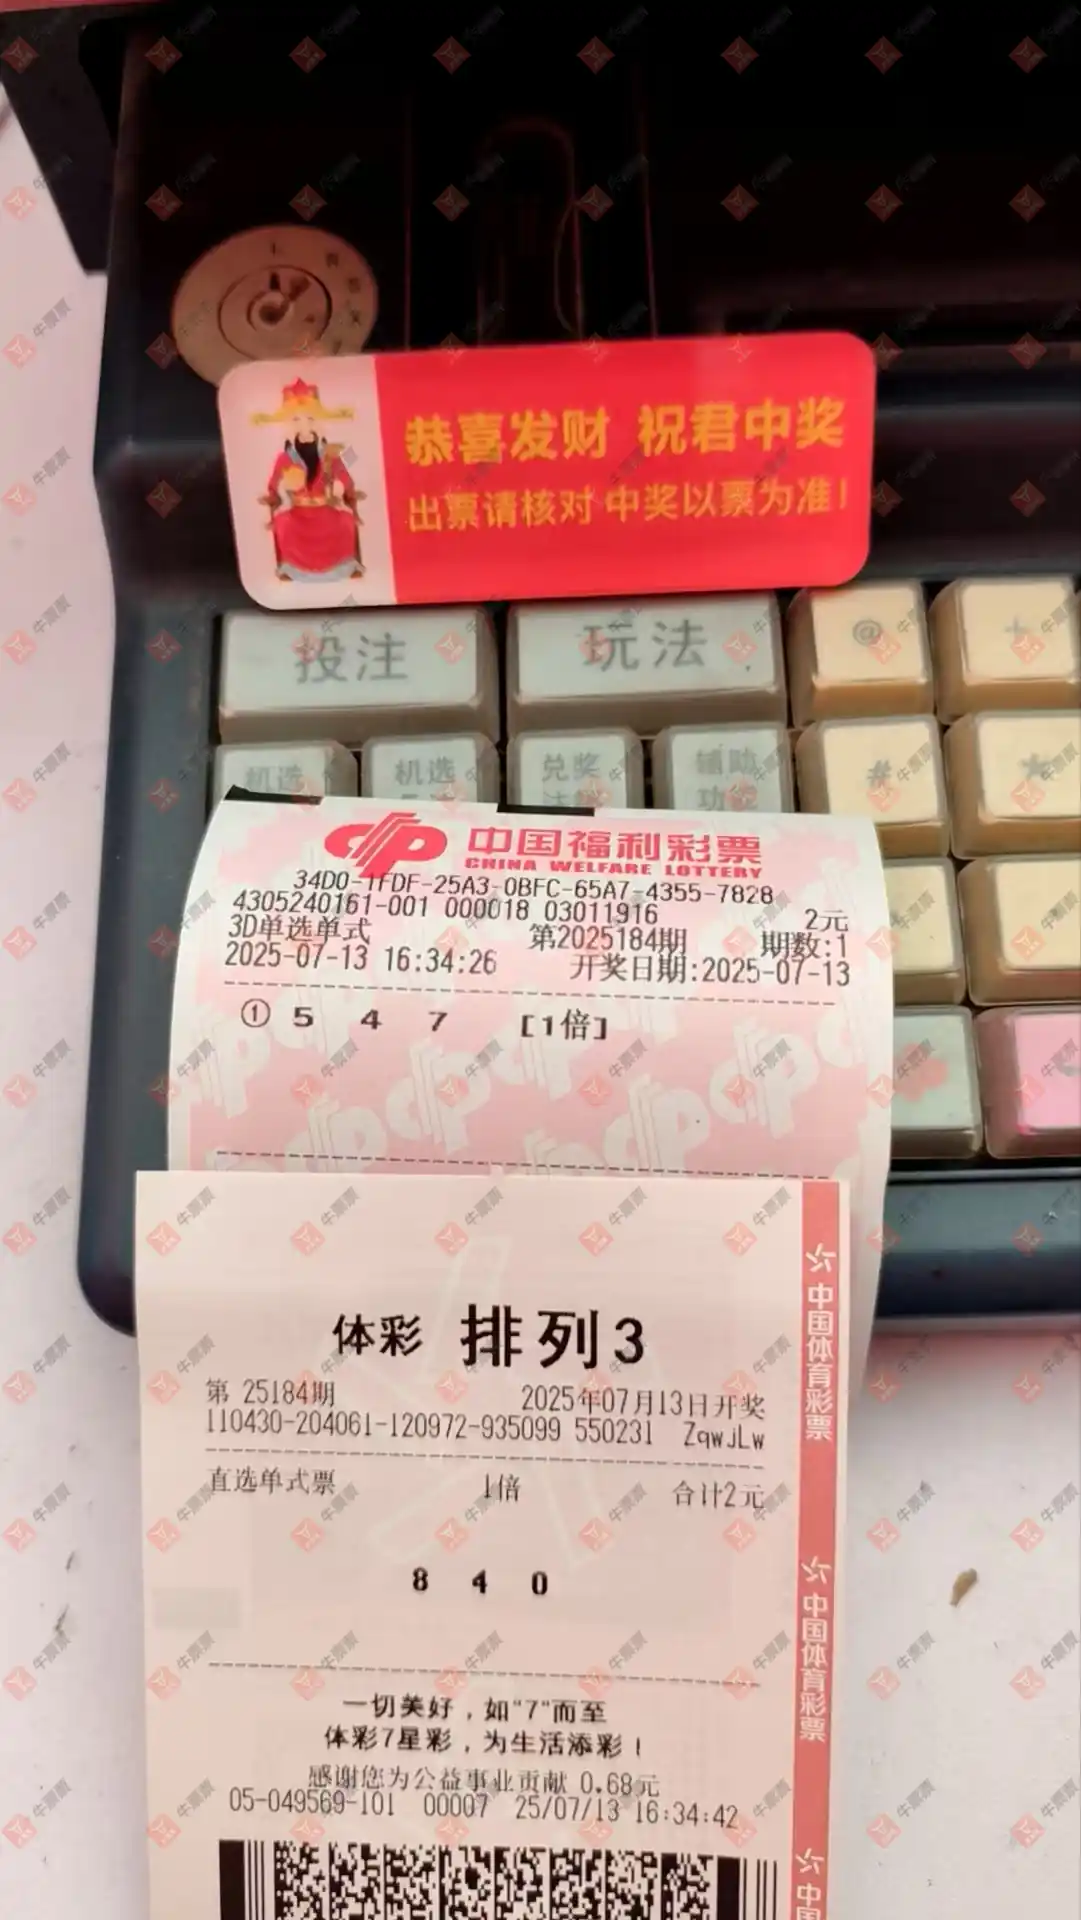 恭喜发财 祝君中奖
出票请核对 中奖以票为准!
投注 玩法 @ +
机选 机选 兑奖 辅助 #
功能
中国福利彩票
CHINA WELFARE LOTTERY
34D0-1FDF-25A3-0BFC-65A7-4355-7828
4305240161-001 000018 03011916 2元
3D单选单式 第2025184期 期数:1
2025-07-13 16:34:26 开奖日期:2025-07-13
① 5 4 7 [1倍]
体彩 排列3
第 25184期 2025年07月13日开奖
110430-204061-120972-935099 550231 ZqwJLw
直选单式票 1倍 合计2元
8 4 0
一切美好，如"7"而至
体彩7星彩，为生活添彩！
感谢您为公益事业贡献 0.68元
05-049569-101 00007 25/07/13 16:34:42
中国体育彩票
中国体育彩票
中国
牛票票